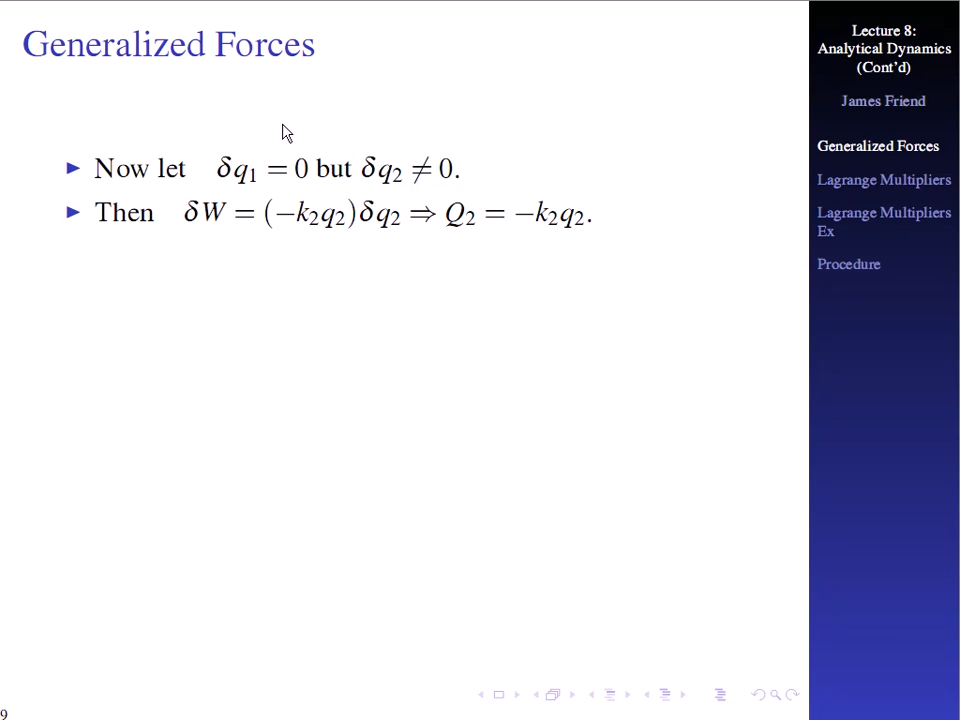 Generalized Forces
▶ Now let δq₁ = 0 but δq₂ ≠ 0.
▶ Then δW = (−k₂q₂)δq₂ ⇒ Q₂ = −k₂q₂.
Lecture 8:
Analytical Dynamics
(Cont'd)
James Friend
Generalized Forces
Lagrange Multipliers
Lagrange Multipliers
Ex
Procedure
9